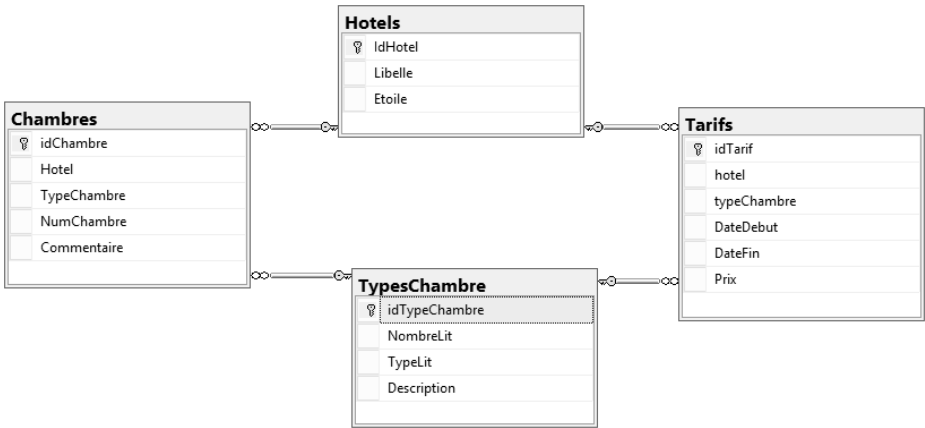 Hotels
IdHotel
Libelle
Etoile
Chambres
idChambre
Hotel
TypeChambre
NumChambre
Commentaire
Tarifs
idTarif
hotel
typeChambre
DateDebut
DateFin
Prix
TypesChambre
idTypeChambre
NombreLit
TypeLit
Description